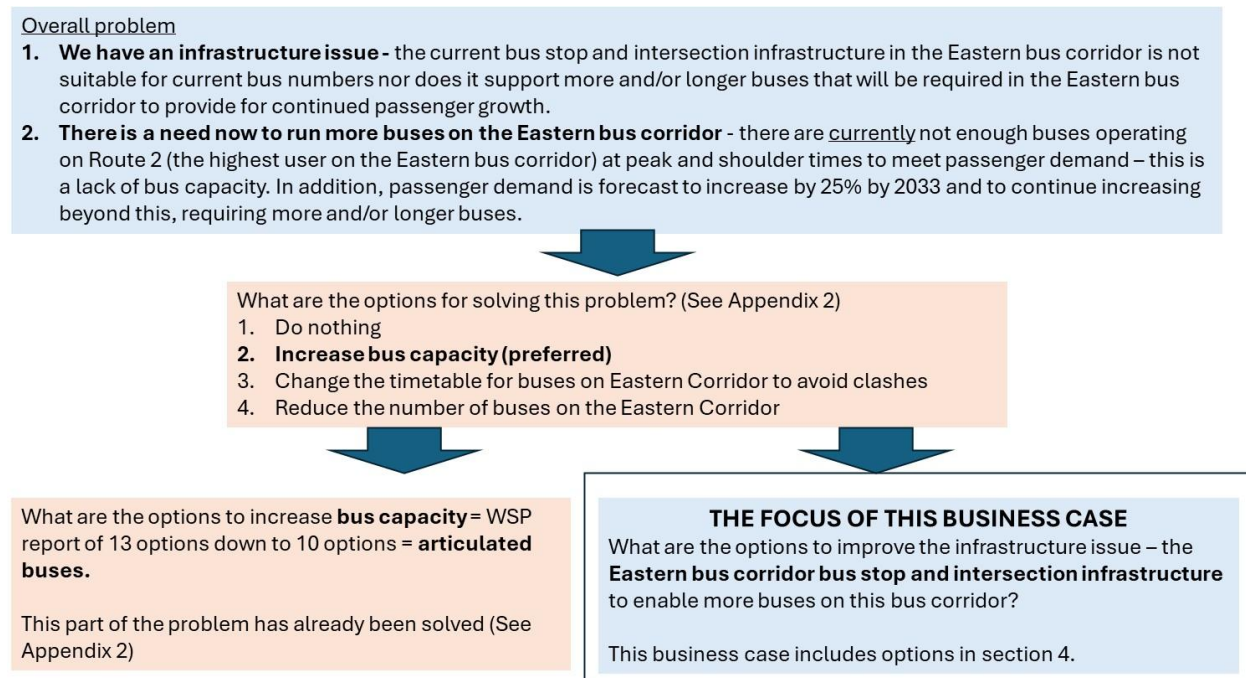 Overall problem
1. We have an infrastructure issue - the current bus stop and intersection infrastructure in the Eastern bus corridor is not
suitable for current bus numbers nor does it support more and/or longer buses that will be required in the Eastern bus
corridor to provide for continued passenger growth.
2. There is a need now to run more buses on the Eastern bus corridor - there are currently not enough buses operating
on Route 2 (the highest user on the Eastern bus corridor) at peak and shoulder times to meet passenger demand – this is
a lack of bus capacity. In addition, passenger demand is forecast to increase by 25% by 2033 and to continue increasing
beyond this, requiring more and/or longer buses.
What are the options for solving this problem? (See Appendix 2)
1. Do nothing
2. Increase bus capacity (preferred)
3. Change the timetable for buses on Eastern Corridor to avoid clashes
4. Reduce the number of buses on the Eastern Corridor
What are the options to increase bus capacity = WSP
report of 13 options down to 10 options = articulated
buses.
This part of the problem has already been solved (See
Appendix 2)
THE FOCUS OF THIS BUSINESS CASE
What are the options to improve the infrastructure issue – the
Eastern bus corridor bus stop and intersection infrastructure
to enable more buses on this bus corridor?
This business case includes options in section 4.